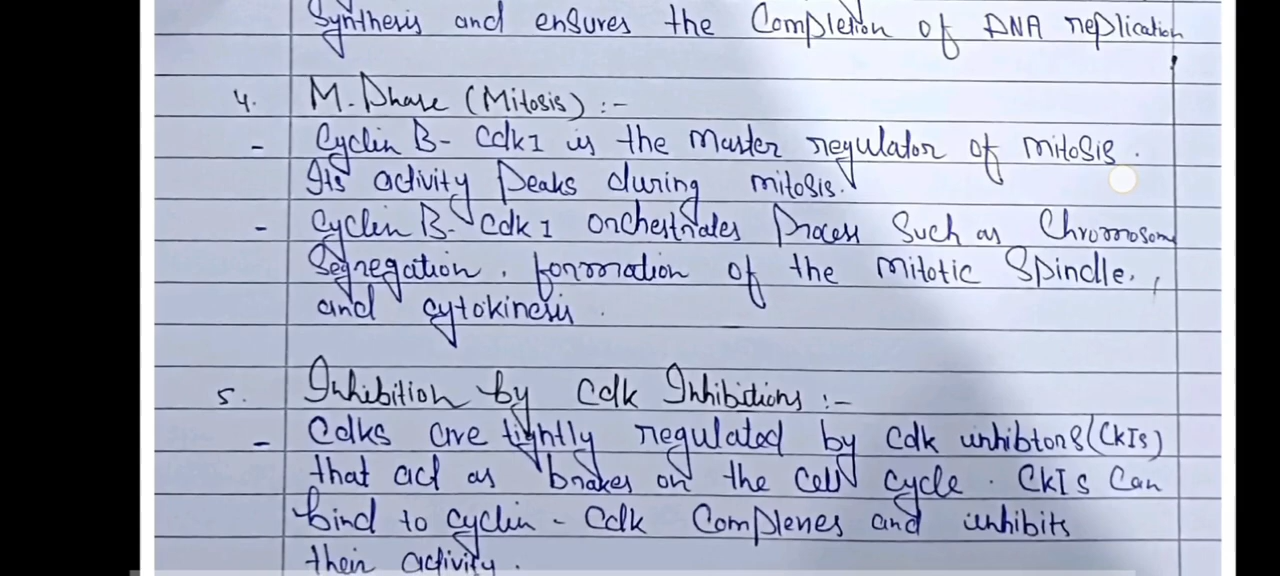 Synthesis and ensures the Completion of DNA replication
4. M. Phase (Mitosis) :-
- Cyclin B- Cdk1 is the Master regulator of mitosis.
Its activity Peaks during mitosis.
- Cyclin B- Cdk1 orchestrates Process Such as Chromosome
Segregation, formation of the mitotic Spindle,
and cytokinesis.
5. Inhibition by Cdk Inhibitions :-
- Cdks are tightly regulated by Cdk inhibtors (CKIs)
that act as brakes on the cell cycle. CKIs Can
bind to cyclin - Cdk Complexes and inhibits
their activity.